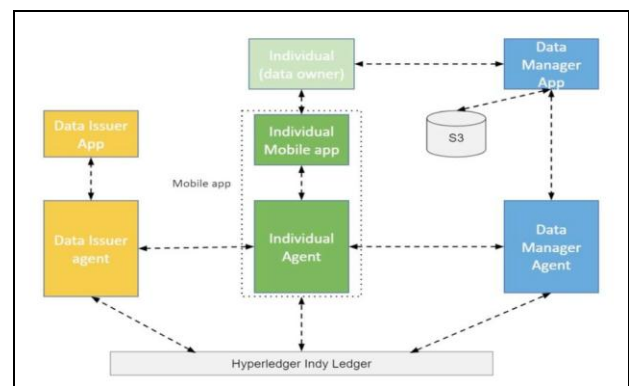 Individual
(data owner)
Data
Manager
App
Data Issuer
App
Individual
Mobile app
S3
Mobile app
Data Issuer
agent
Individual
Agent
Data
Manager
Agent
Hyperledger Indy Ledger